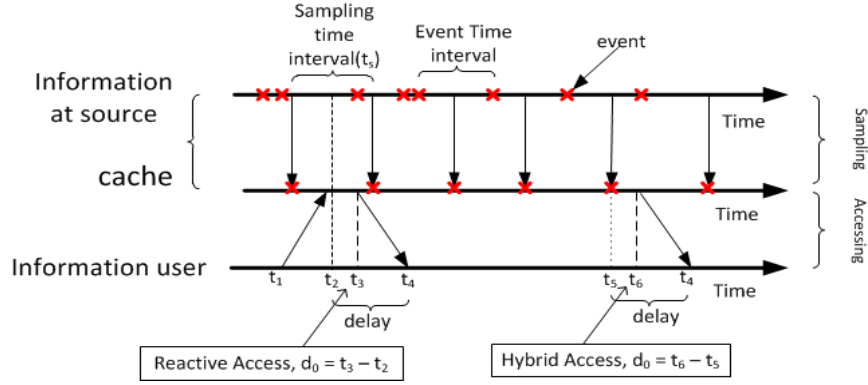 Sampling
time
interval(tₛ)
Event Time
interval
event
Information
at source
Time
Sampling
cache
Time
Accessing
Information user
t₁
t₂
t₃
t₄
t₅
t₆
t₄
Time
delay
delay
Reactive Access, d₀ = t₃ – t₂
Hybrid Access, d₀ = t₆ – t₅